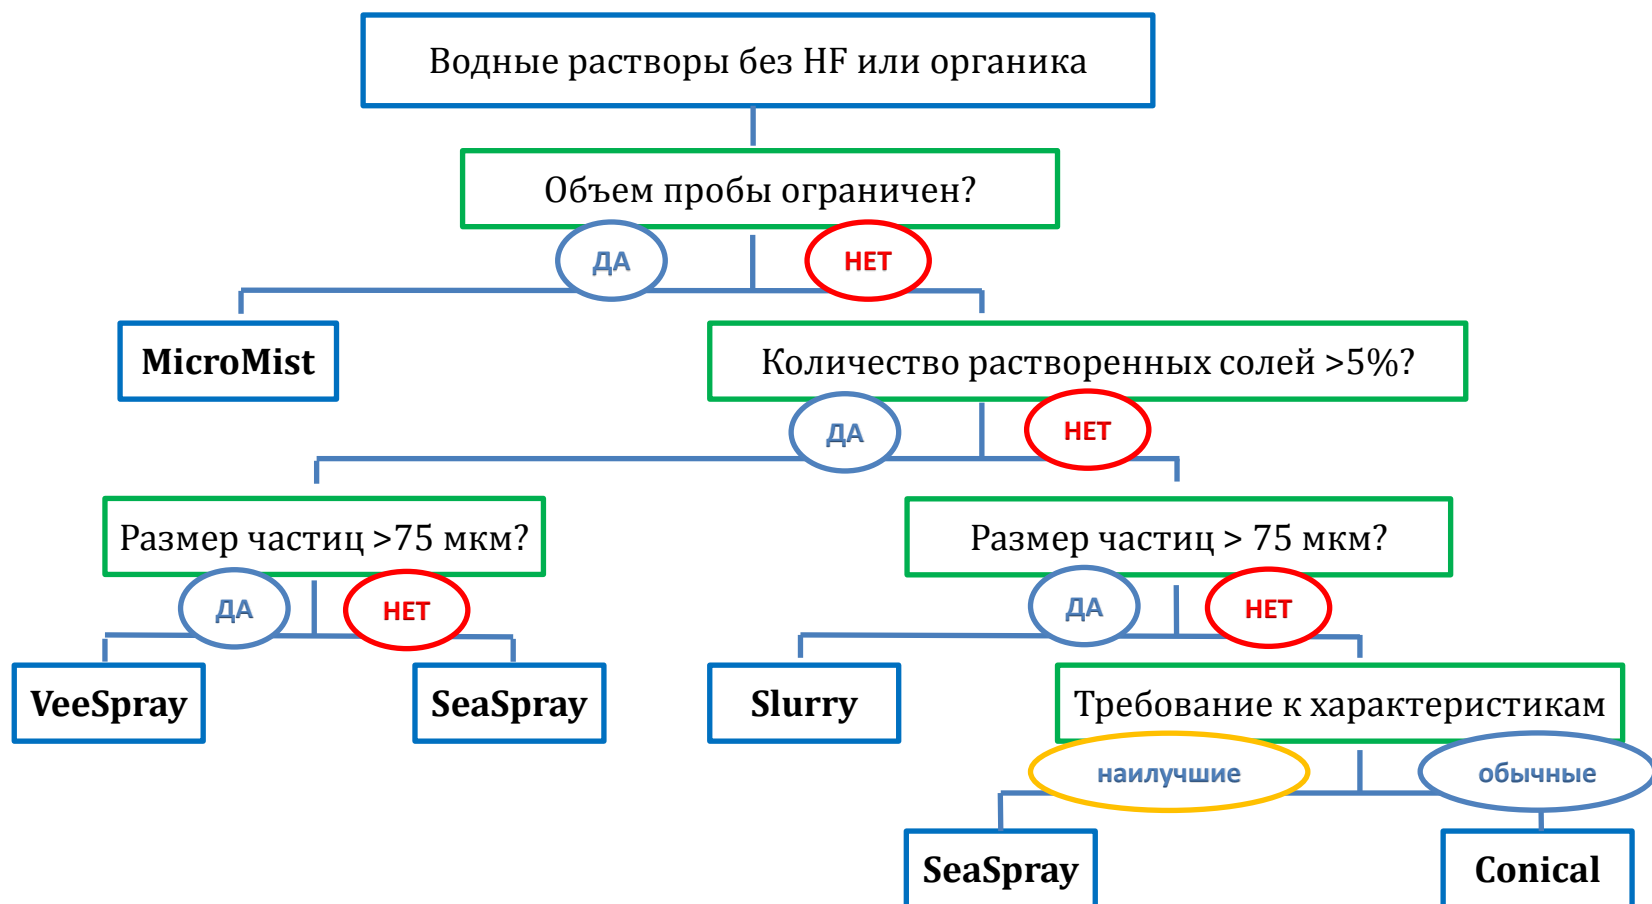 Водные растворы без HF или органика
Объем пробы ограничен?
ДА
НЕТ
MicroMist
Количество растворенных солей >5%?
ДА
НЕТ
Размер частиц >75 мкм?
Размер частиц > 75 мкм?
ДА
НЕТ
ДА
НЕТ
VeeSpray
SeaSpray
Slurry
Требование к характеристикам
наилучшие
обычные
SeaSpray
Conical